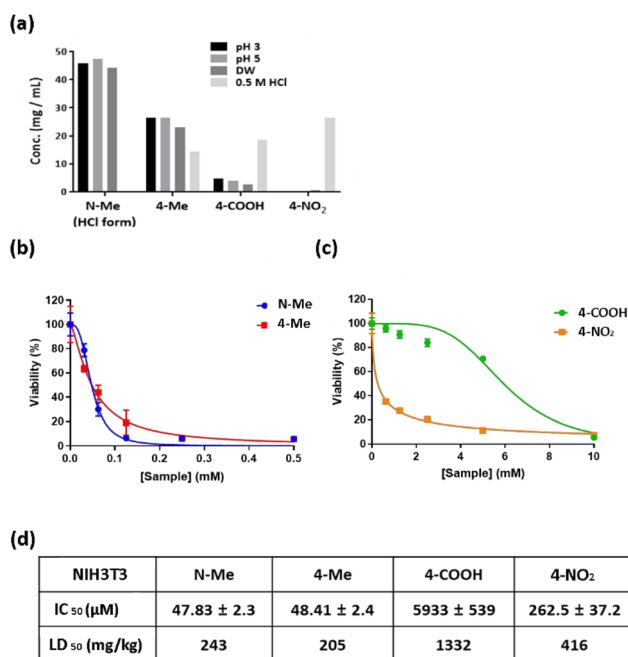 (a)
50
40
30
20
10
0
Conc. (mg / mL)
pH 3
pH 5
DW
0.5 M HCl
N-Me
(HCl form)
4-Me
4-COOH
4-NO₂
(b)
120
100
80
60
40
20
0
Viability (%)
N-Me
4-Me
0.0 0.1 0.2 0.3 0.4 0.5
[Sample] (mM)
(c)
120
100
80
60
40
20
0
Viability (%)
4-COOH
4-NO₂
0 2 4 6 8 10
[Sample] (mM)
(d)
NIH3T3 N-Me 4-Me 4-COOH 4-NO₂
IC ₅₀ (μM) 47.83 ± 2.3 48.41 ± 2.4 5933 ± 539 262.5 ± 37.2
LD ₅₀ (mg/kg) 243 205 1332 416